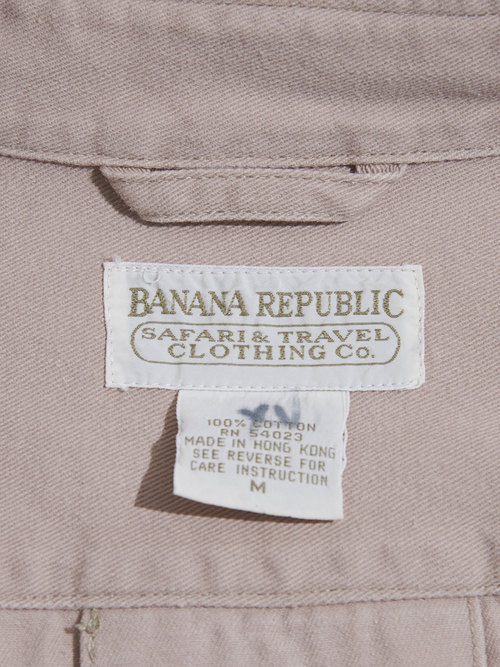 BANANA REPUBLIC
SAFARI & TRAVEL
CLOTHING Co.
100% COTTON
RN 54023
MADE IN HONG KONG
SEE REVERSE FOR
CARE INSTRUCTION
M